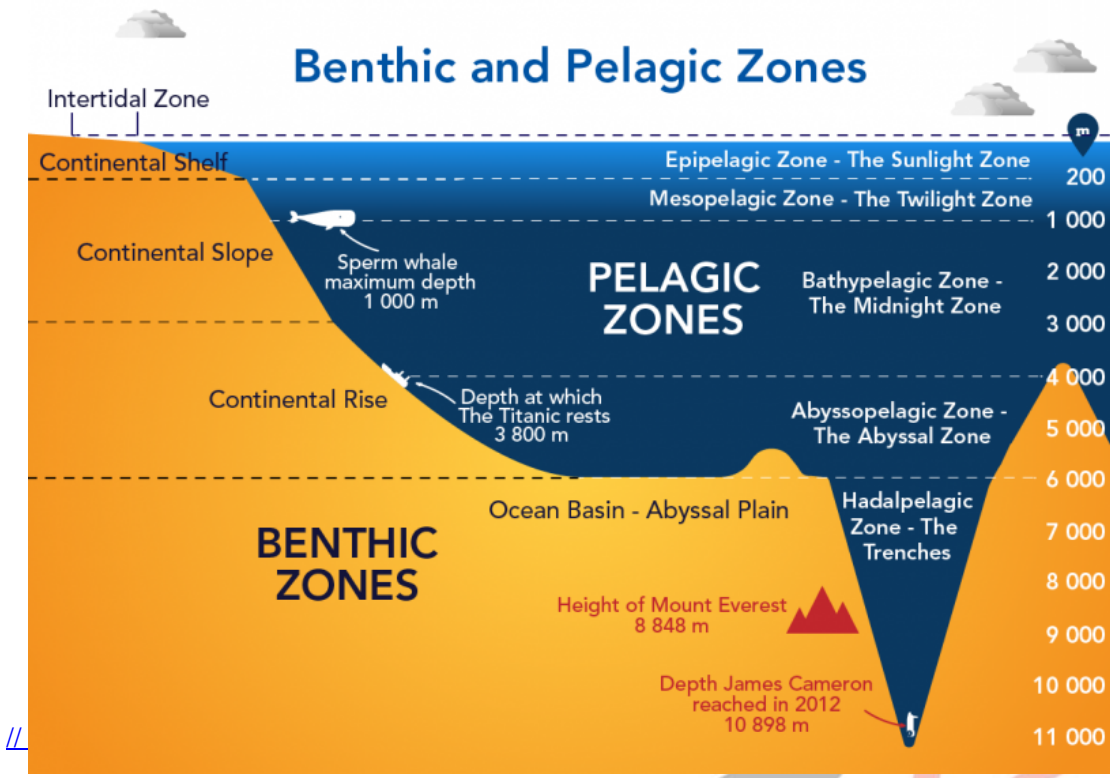 Benthic and Pelagic Zones
Intertidal Zone
m
Continental Shelf
Epipelagic Zone - The Sunlight Zone
200
Mesopelagic Zone - The Twilight Zone
1 000
Continental Slope
Sperm whale
maximum depth
1 000 m
PELAGIC
ZONES
Bathypelagic Zone -
The Midnight Zone
2 000
3 000
4 000
Continental Rise
Depth at which
The Titanic rests
3 800 m
Abyssopelagic Zone -
The Abyssal Zone
5 000
6 000
Ocean Basin - Abyssal Plain
Hadalpelagic
Zone - The
Trenches
7 000
BENTHIC
ZONES
8 000
Height of Mount Everest
8 848 m
9 000
Depth James Cameron
reached in 2012
10 898 m
10 000
11 000
//